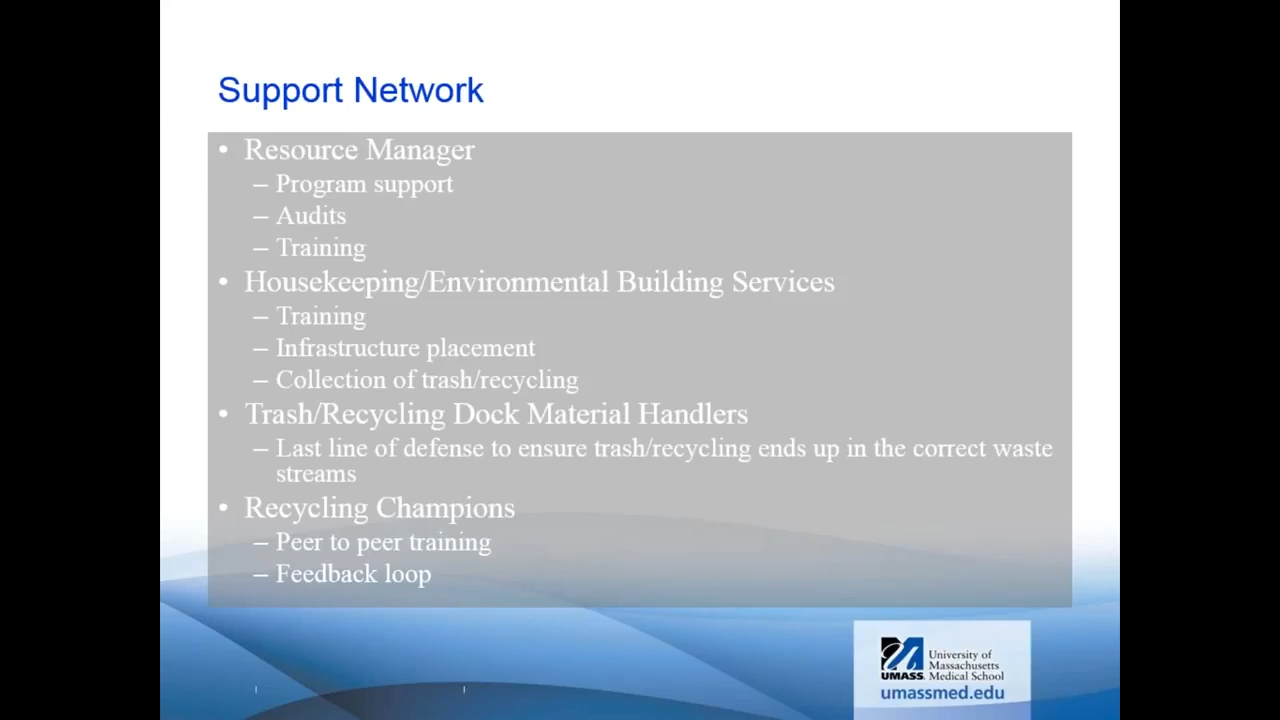 Support Network
• Resource Manager
– Program support
– Audits
– Training
• Housekeeping/Environmental Building Services
– Training
– Infrastructure placement
– Collection of trash/recycling
• Trash/Recycling Dock Material Handlers
– Last line of defense to ensure trash/recycling ends up in the correct waste
streams
• Recycling Champions
– Peer to peer training
– Feedback loop
University of
Massachusetts
UMASS. Medical School
umassmed.edu